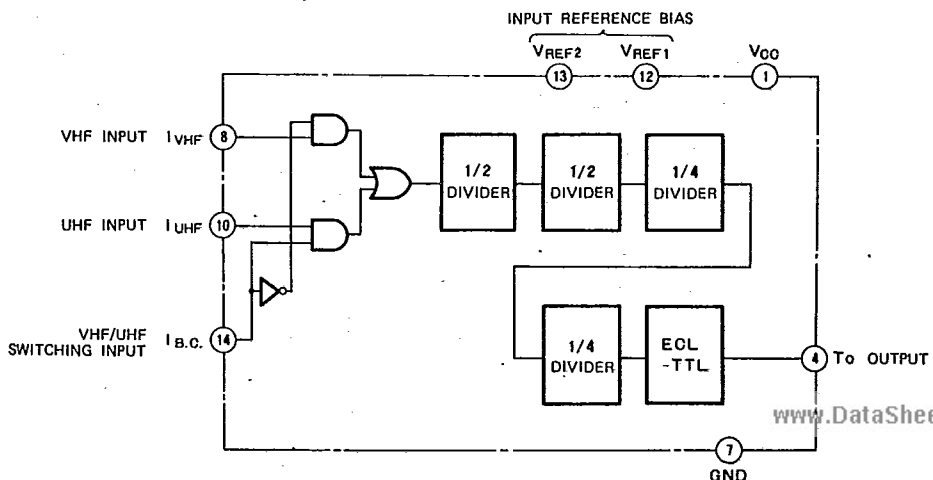 INPUT REFERENCE BIAS
VREF2 VREF1 VCC
13 12 1
VHF INPUT IVHF 8
UHF INPUT IUHF 10
VHF/UHF
SWITCHING INPUT IB.C. 14
1/2
DIVIDER
1/2
DIVIDER
1/4
DIVIDER
1/4
DIVIDER
ECL
-TTL
4 To OUTPUT
www.DataShee
7
GND